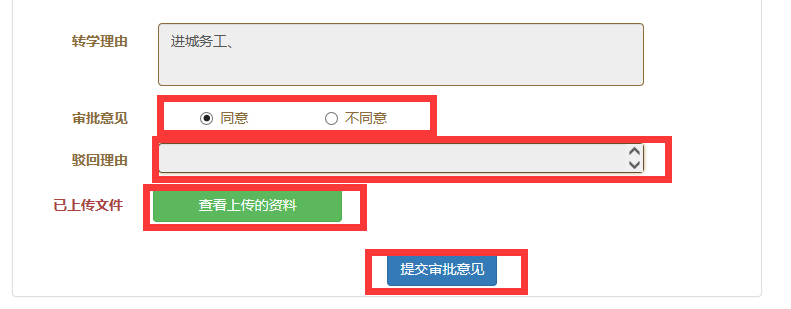 转学理由 进城务工、
审批意见 同意 不同意
驳回理由
已上传文件 查看上传的资料
提交审批意见